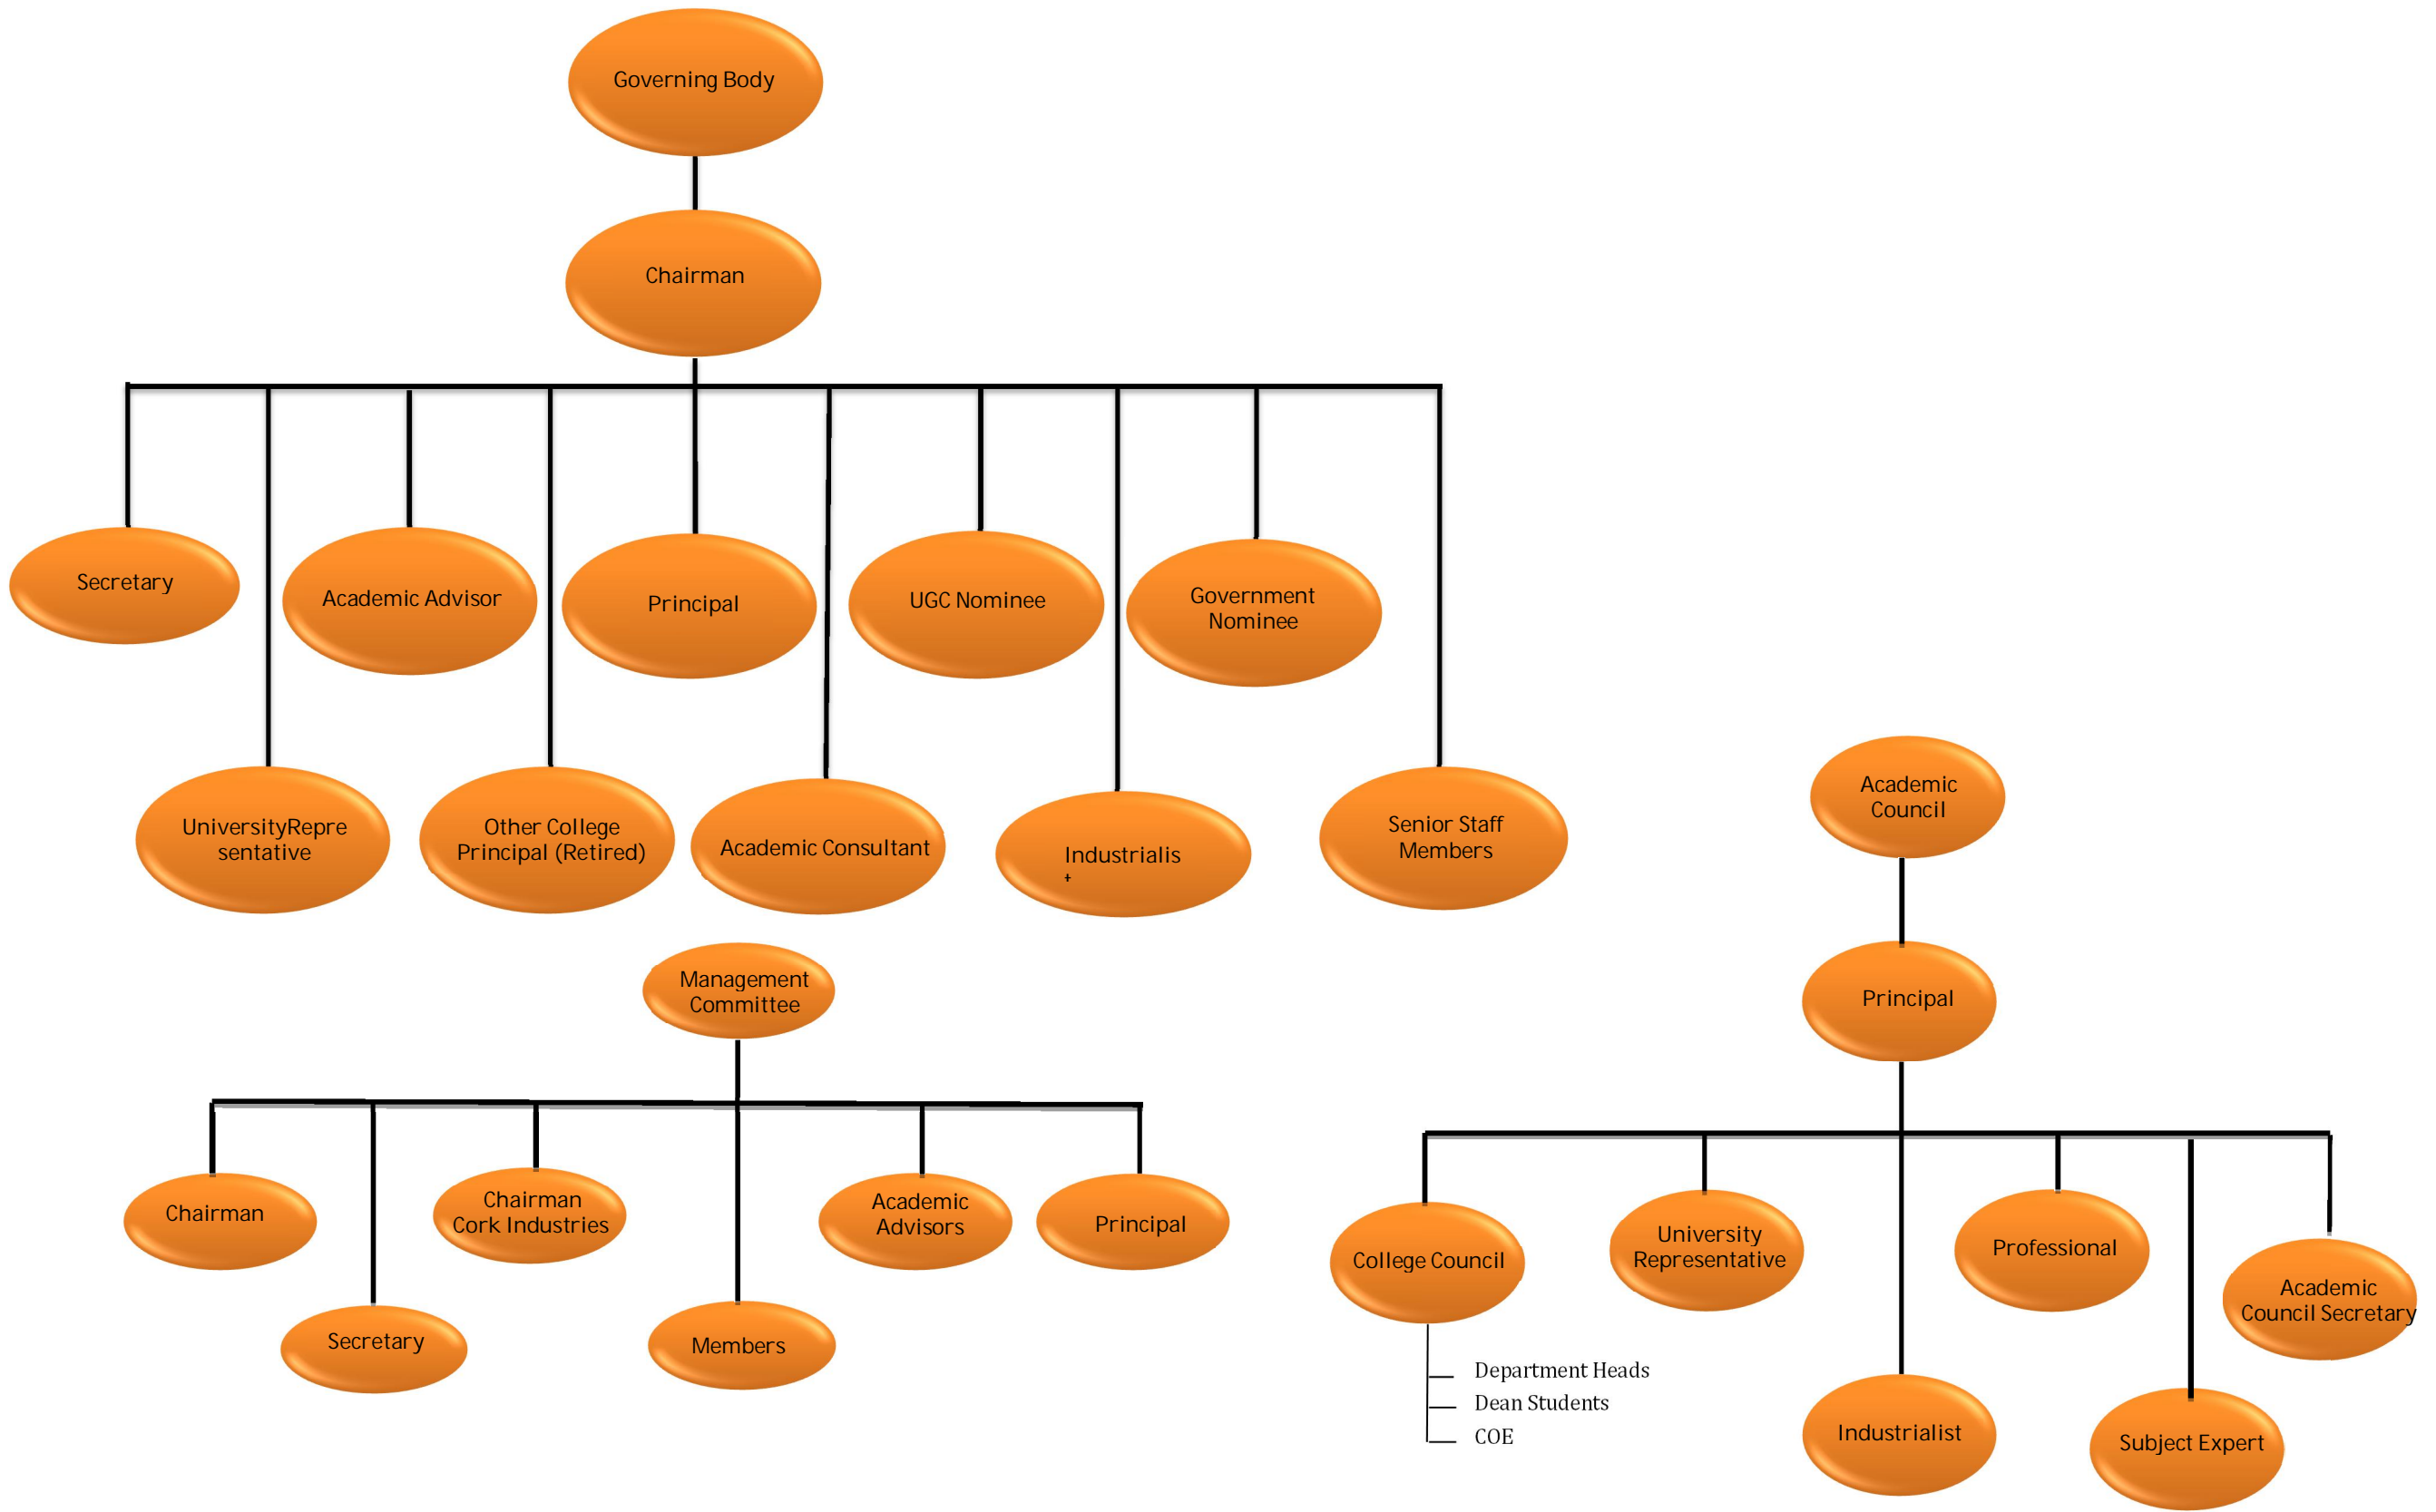 Governing Body
Chairman
Secretary
Academic Advisor
Principal
UGC Nominee
Government
Nominee
UniversityRepre
sentative
Other College
Principal (Retired)
Academic Consultant
Industrialis
t
Senior Staff
Members
Management
Committee
Chairman
Secretary
Chairman
Cork Industries
Members
Academic
Advisors
Principal
Academic
Council
Principal
College Council
Department Heads
Dean Students
COE
University
Representative
Industrialist
Professional
Subject Expert
Academic
Council Secretary